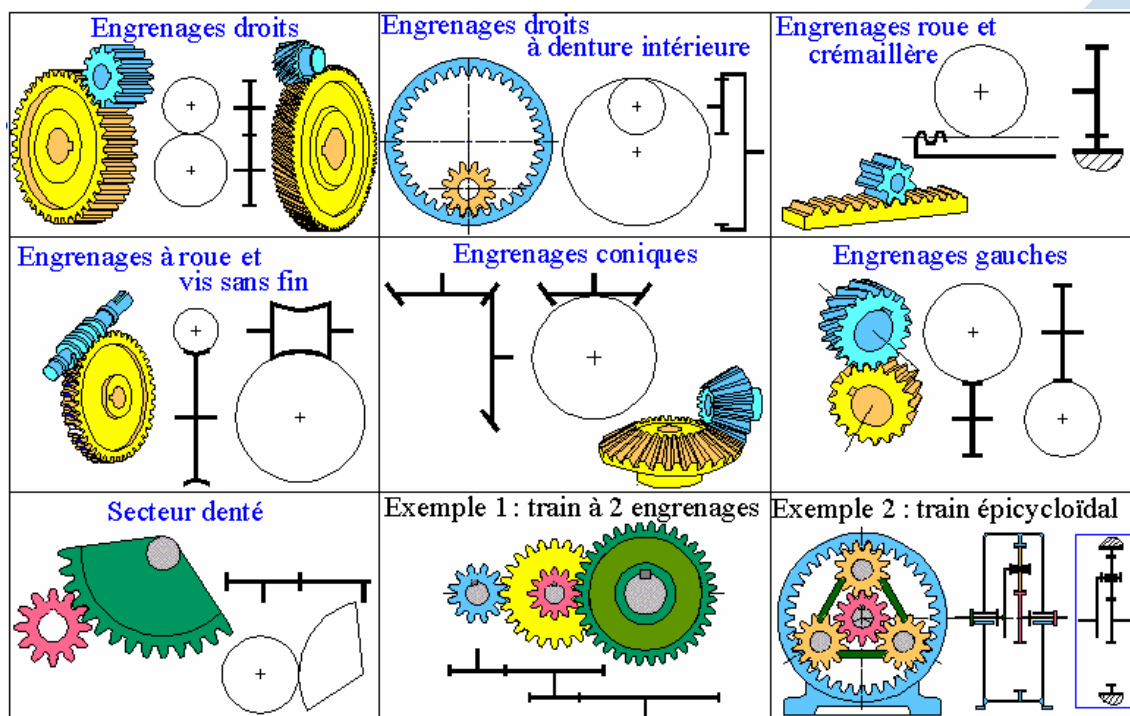 Engrenages droits
Engrenages droits
à denture intérieure
Engrenages roue et
crémaillère
Engrenages à roue et
vis sans fin
Engrenages coniques
Engrenages gauches
Secteur denté
Exemple 1 : train à 2 engrenages
Exemple 2 : train épicycloïdal